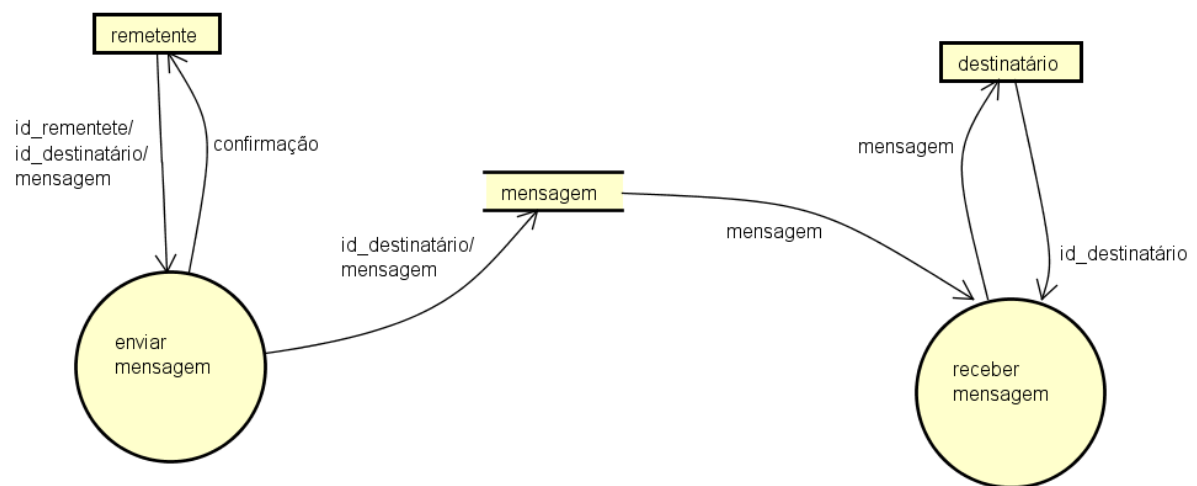 remetente
destinatário
id_rementete/
id_destinatário/
mensagem
confirmação
mensagem
mensagem
id_destinatário/
mensagem
mensagem
id_destinatário
enviar
mensagem
receber
mensagem